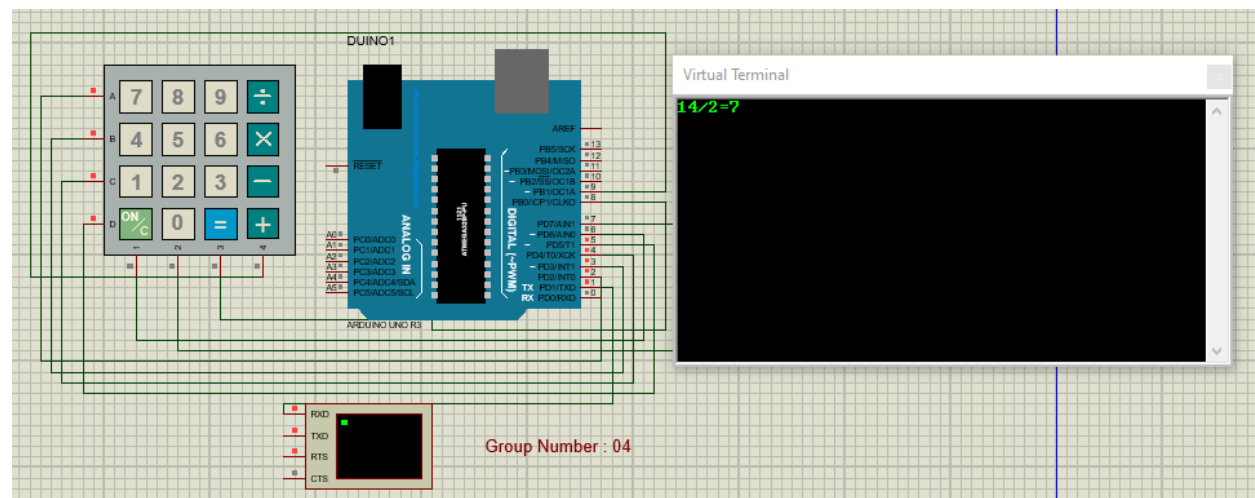 DUINO1
Virtual Terminal
14/2=7
A 7 8 9 ÷
B 4 5 6 ×
C 1 2 3 −
D ON/C 0 = +
1 2 3 4
RESET
AREF
PB5/SCK 13
PB4/MISO 12
~PB3/MOSI/OC2A 11
~ PB2/SS/OC1B 10
~ PB1/OC1A 9
PB0/ICP1/CLKO 8
PD7/AIN1 7
~ PD6/AIN0 6
~ PD5/T1 5
PD4/T0/XCK 4
~ PD3/INT1 3
PD2/INT0 2
TX PD1/TXD 1
RX PD0/RXD 0
A0 PC0/ADC0
A1 PC1/ADC1
A2 PC2/ADC2
A3 PC3/ADC3
A4 PC4/ADC4/SDA
A5 PC5/ADC5/SCL
ANALOG IN
DIGITAL (~PWM)
ARDUINO UNO R3
RXD
TXD
RTS
CTS
Group Number : 04